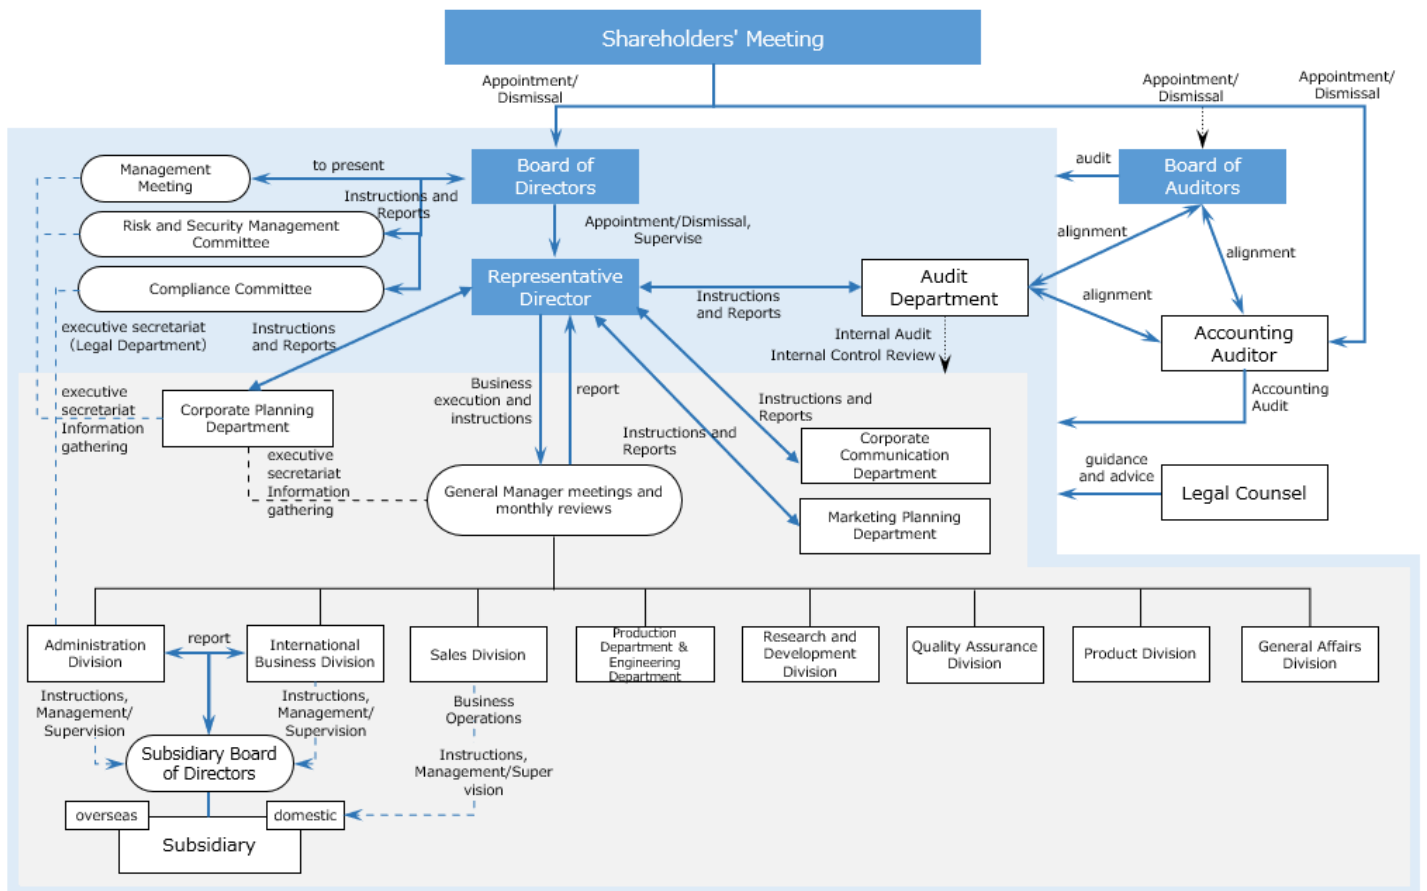 Shareholders' Meeting
Appointment/
Dismissal
Appointment/
Dismissal
Appointment/
Dismissal
Management
Meeting
to present
Board of
Directors
audit
Board of
Auditors
Instructions and
Reports
Risk and Security Management
Committee
Appointment/Dismissal,
Supervise
alignment
alignment
Compliance Committee
Representative
Director
Instructions
and Reports
Audit
Department
alignment
executive secretariat
(Legal Department)
Instructions
and Reports
Internal Audit
Internal Control Review
Accounting
Auditor
executive
secretariat
Information
gathering
Corporate Planning
Department
Business
execution and
instructions
report
Instructions and
Reports
Accounting
Audit
Instructions and
Reports
Corporate
Communication
Department
executive
secretariat
Information
gathering
General Manager meetings and
monthly reviews
guidance
and advice
Legal Counsel
Marketing Planning
Department
Administration
Division
report
International
Business Division
Sales Division
Production
Department &
Engineering
Department
Research and
Development
Division
Quality Assurance
Division
Product Division
General Affairs
Division
Instructions,
Management/
Supervision
Instructions,
Management/
Supervision
Business
Operations
Subsidiary Board
of Directors
Instructions,
Management/Super
vision
overseas
domestic
Subsidiary